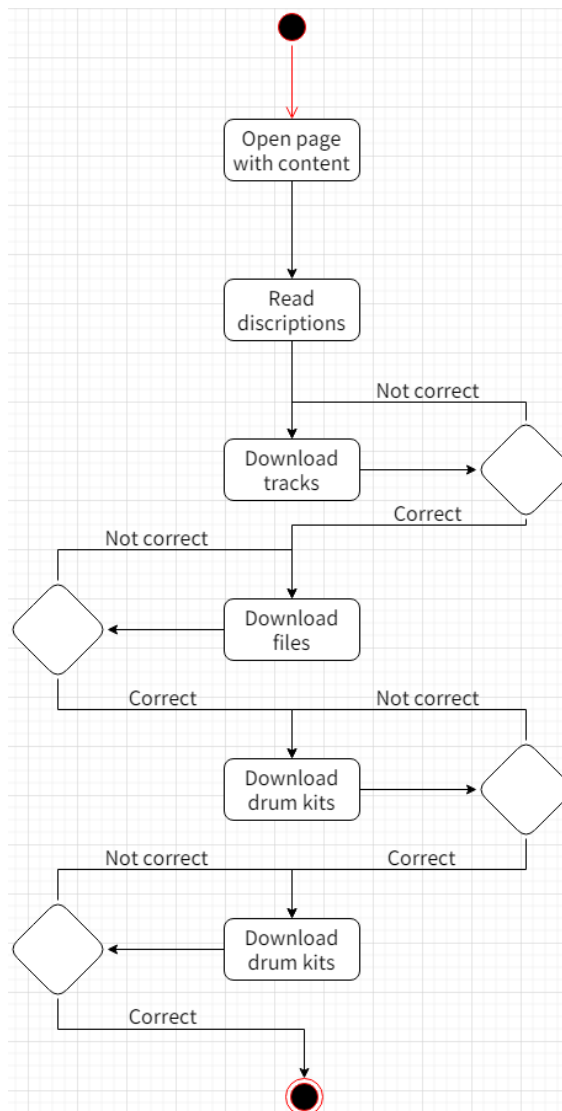 Open page
with content
Read
discriptions
Not correct
Download
tracks
Correct
Not correct
Download
files
Correct
Not correct
Download
drum kits
Not correct
Correct
Download
drum kits
Correct